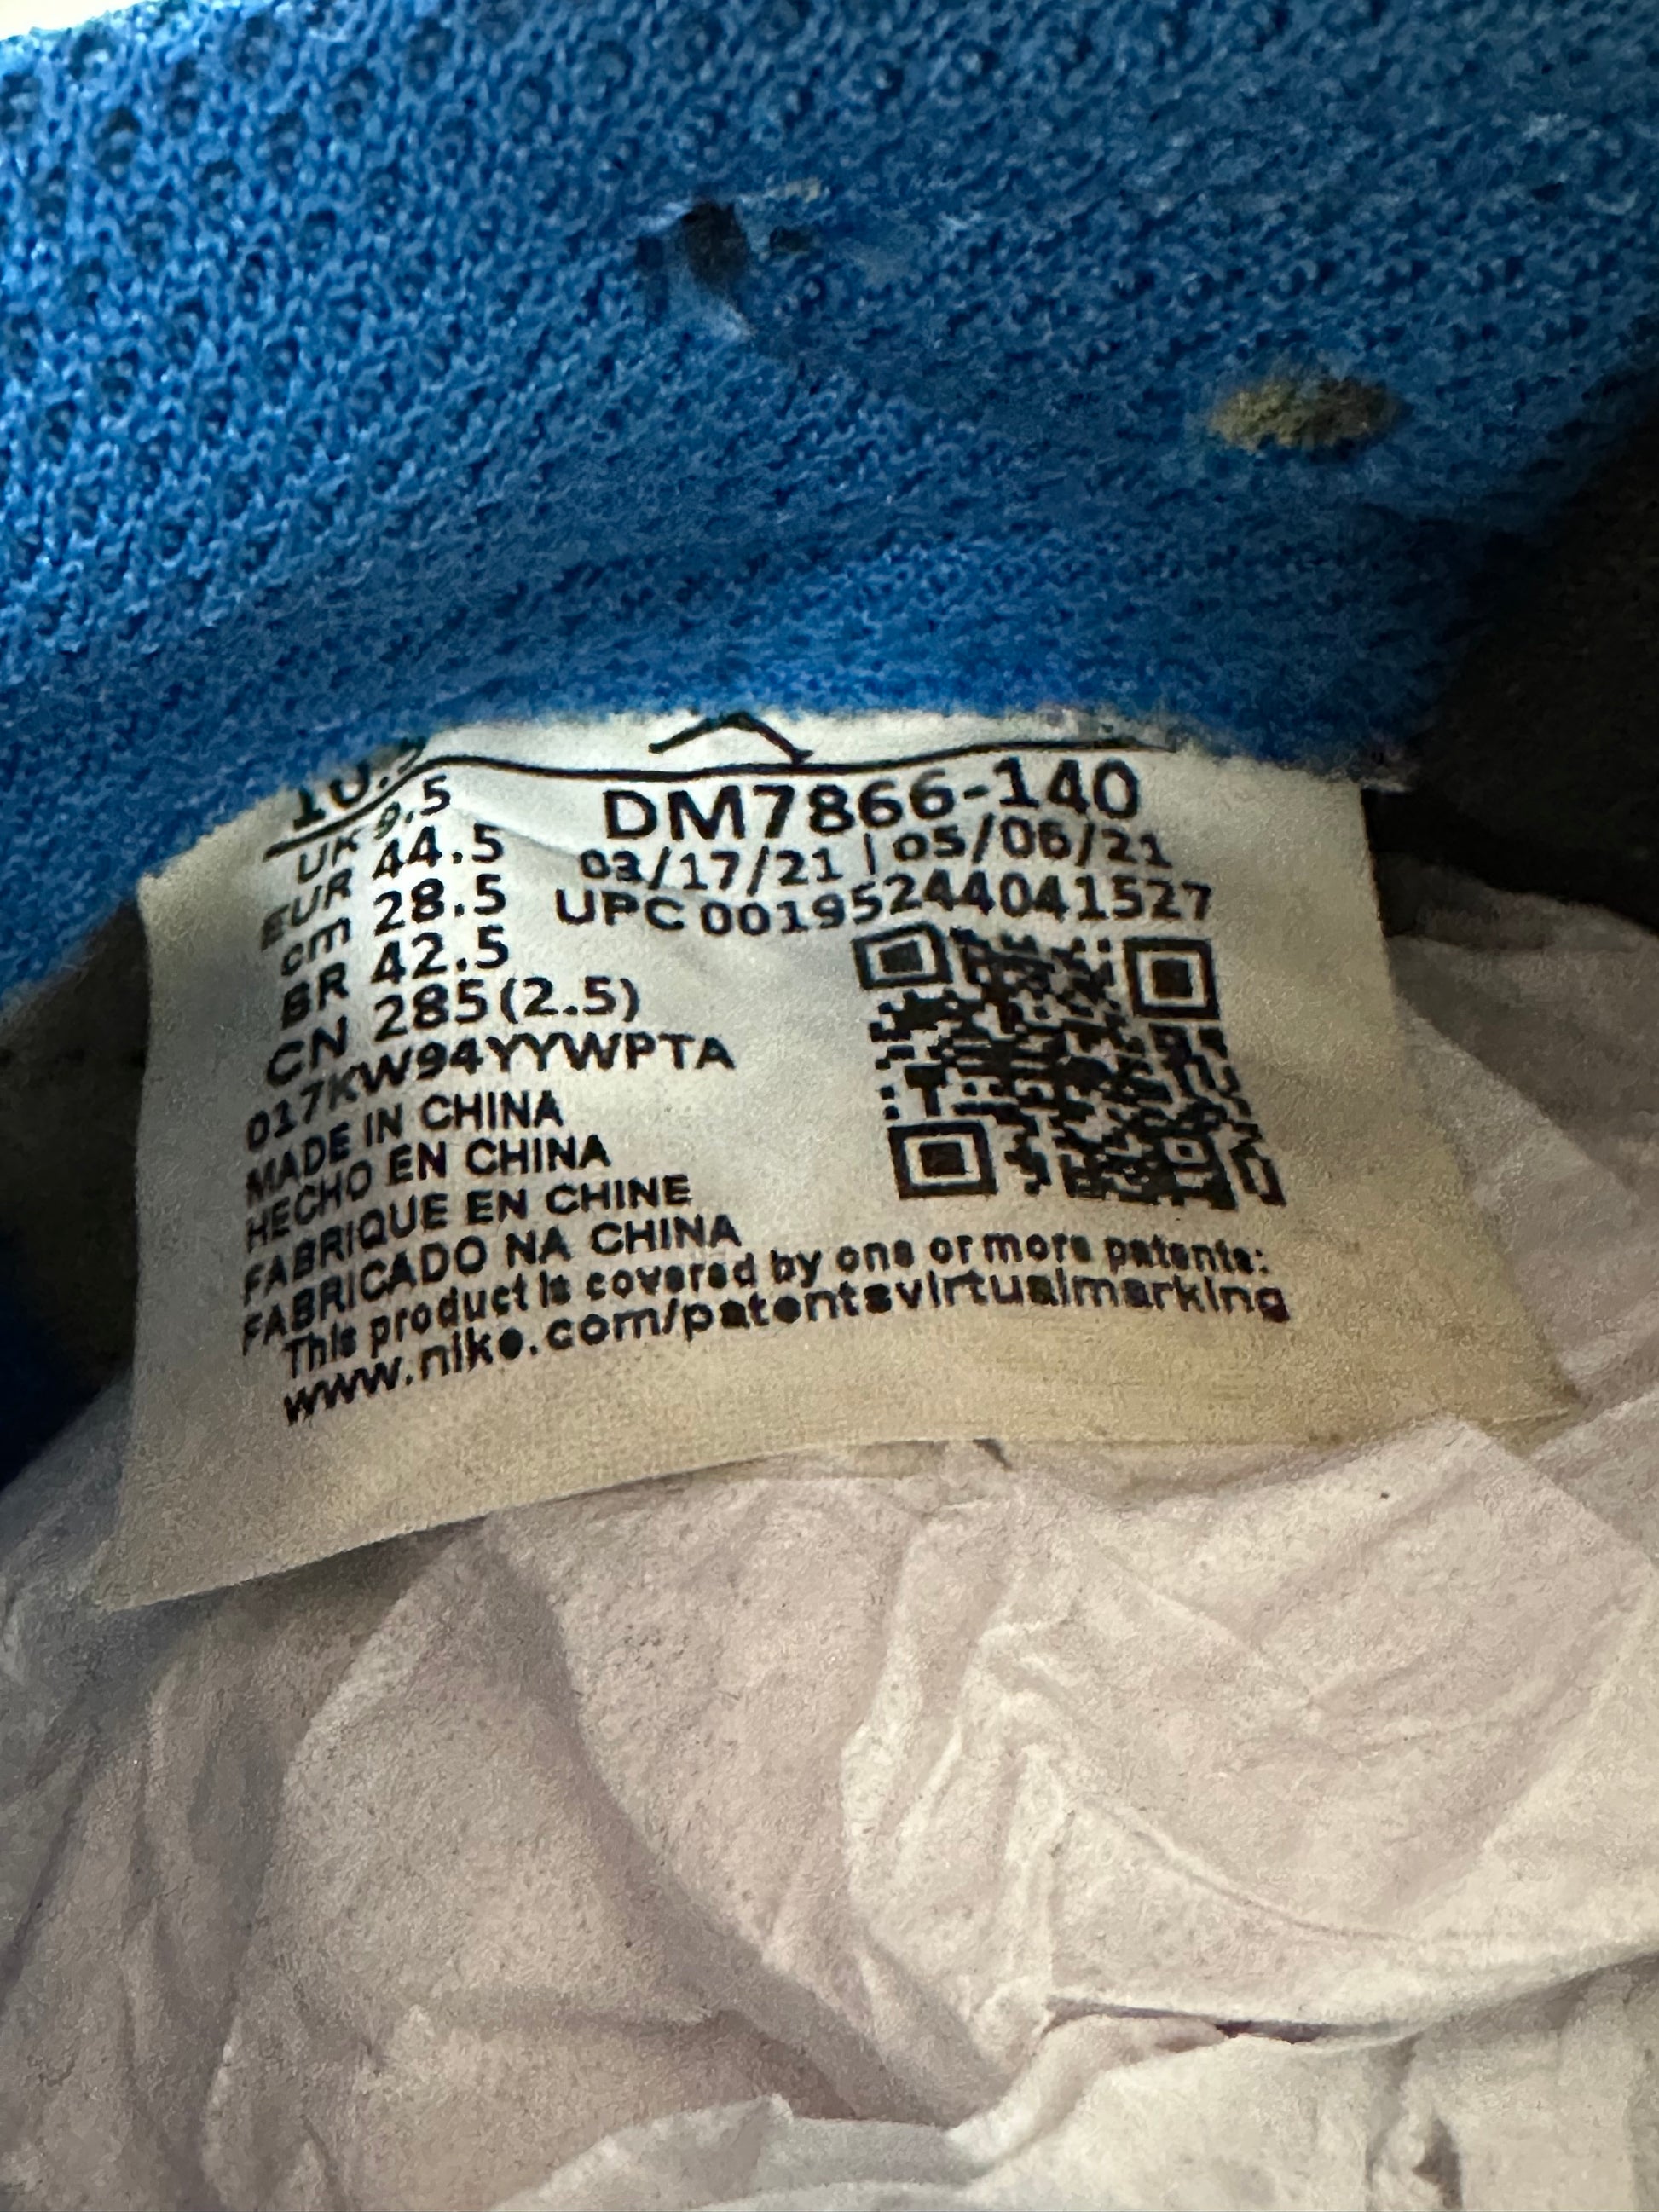 10.5
UK 9.5
EUR 44.5
cm 28.5
BR 42.5
CN 285(2.5)
DM7866-140
03/17/21 | 05/06/21
UPC 00195244041527
017KW94YYWPTA
MADE IN CHINA
HECHO EN CHINA
FABRIQUE EN CHINE
FABRICADO NA CHINA
This product is covered by one or more patents:
www.nike.com/patentsvirtualmarking